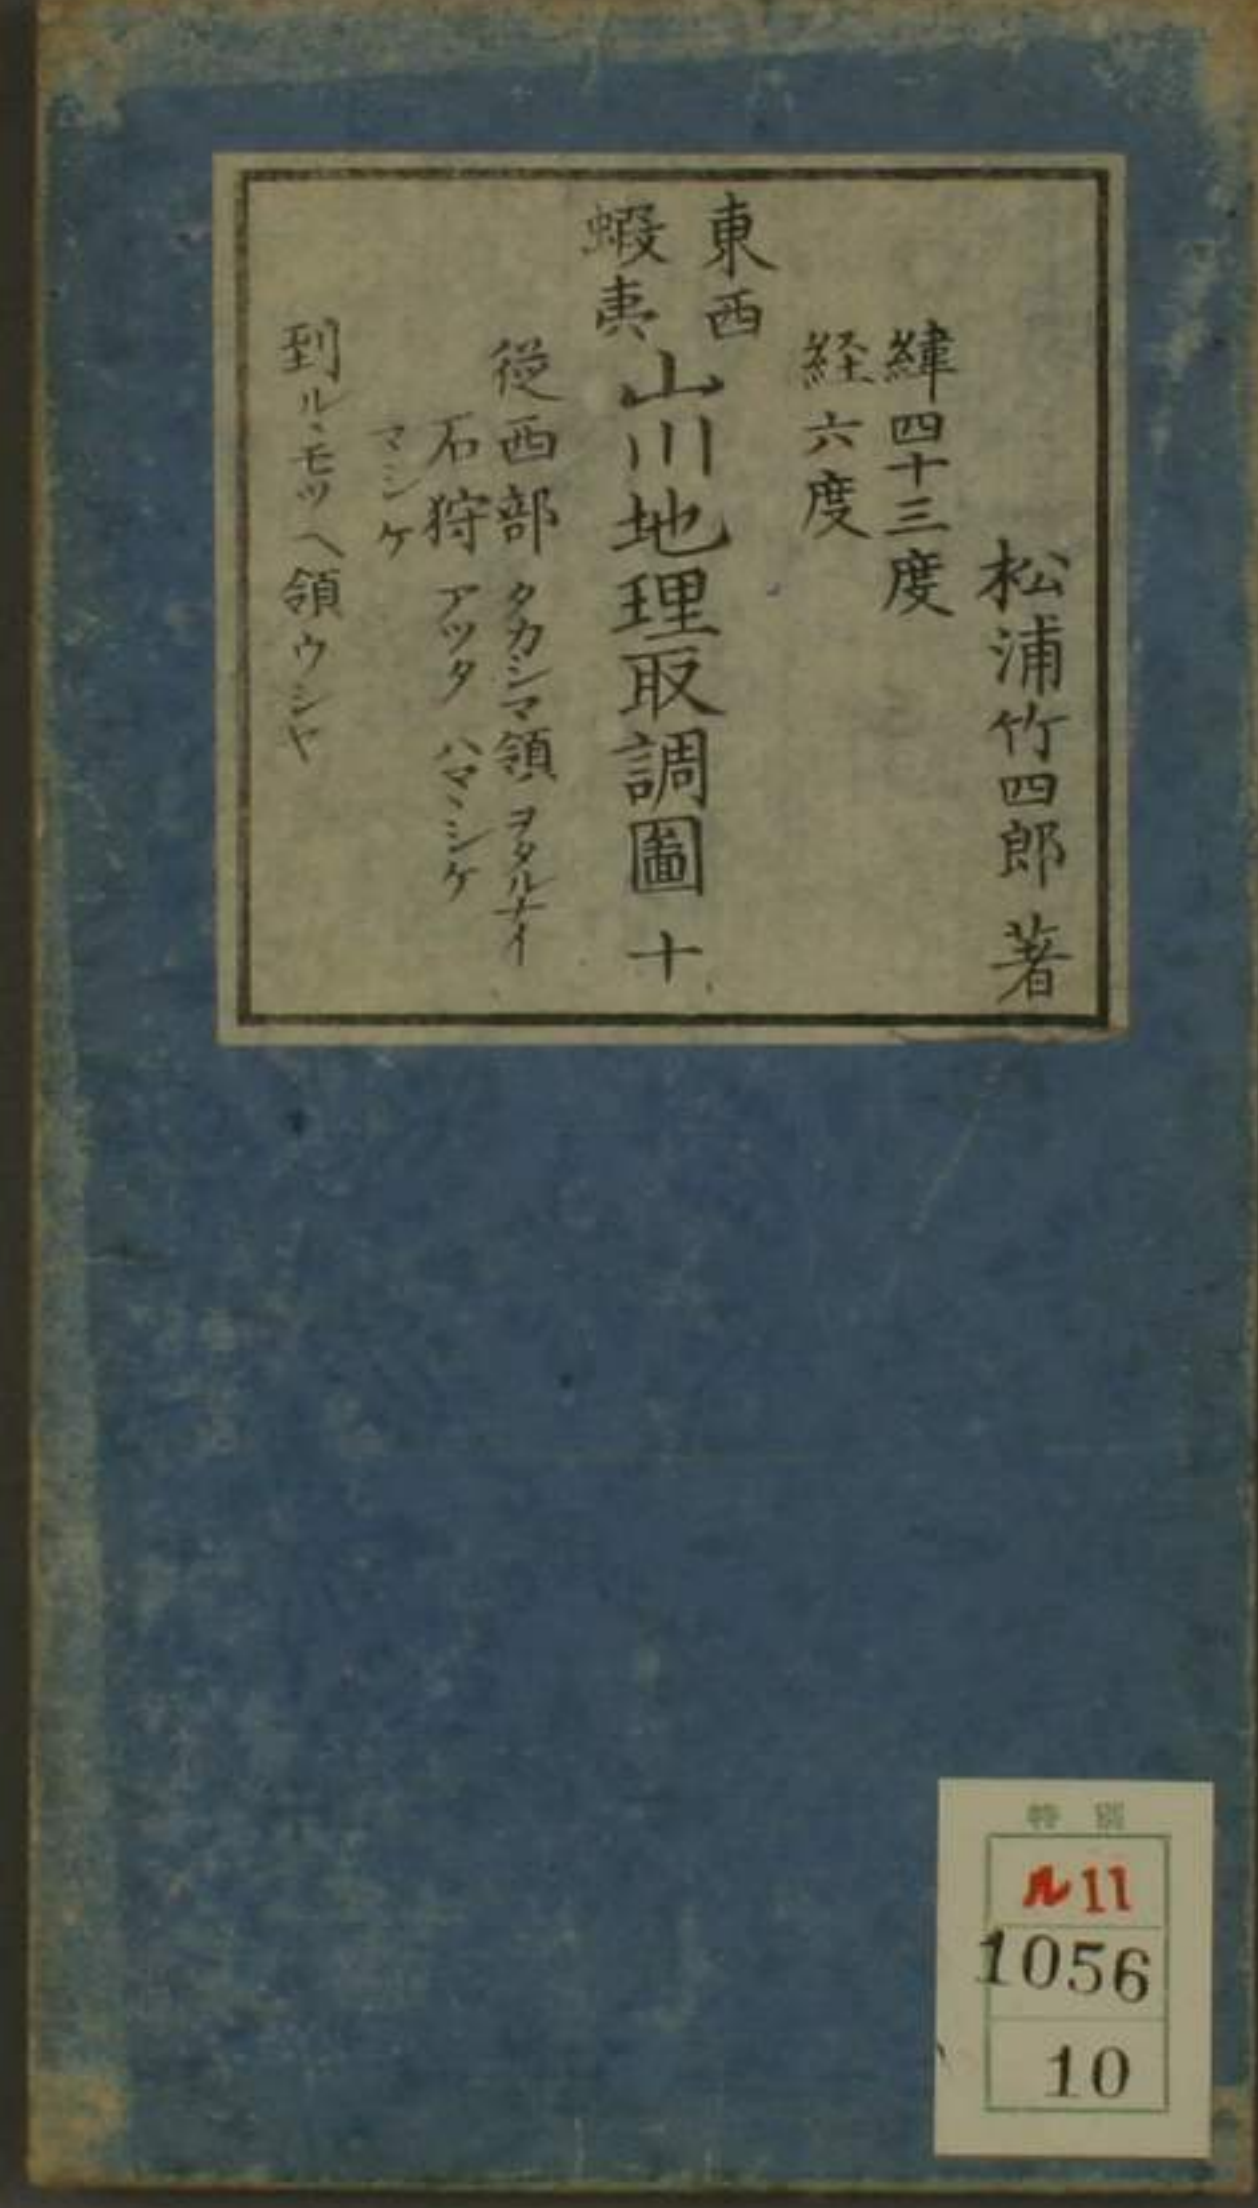 松浦竹四郎 著
緯四十三度
経六度
東西
蝦夷
山川地理取調圖 十
従西部 タカシマ領 ヲタルナイ
石狩 アツタ ハマヽシケ
マシケ
到ルヽモツヘ領ウシヤ
特別
ル11
1056
10